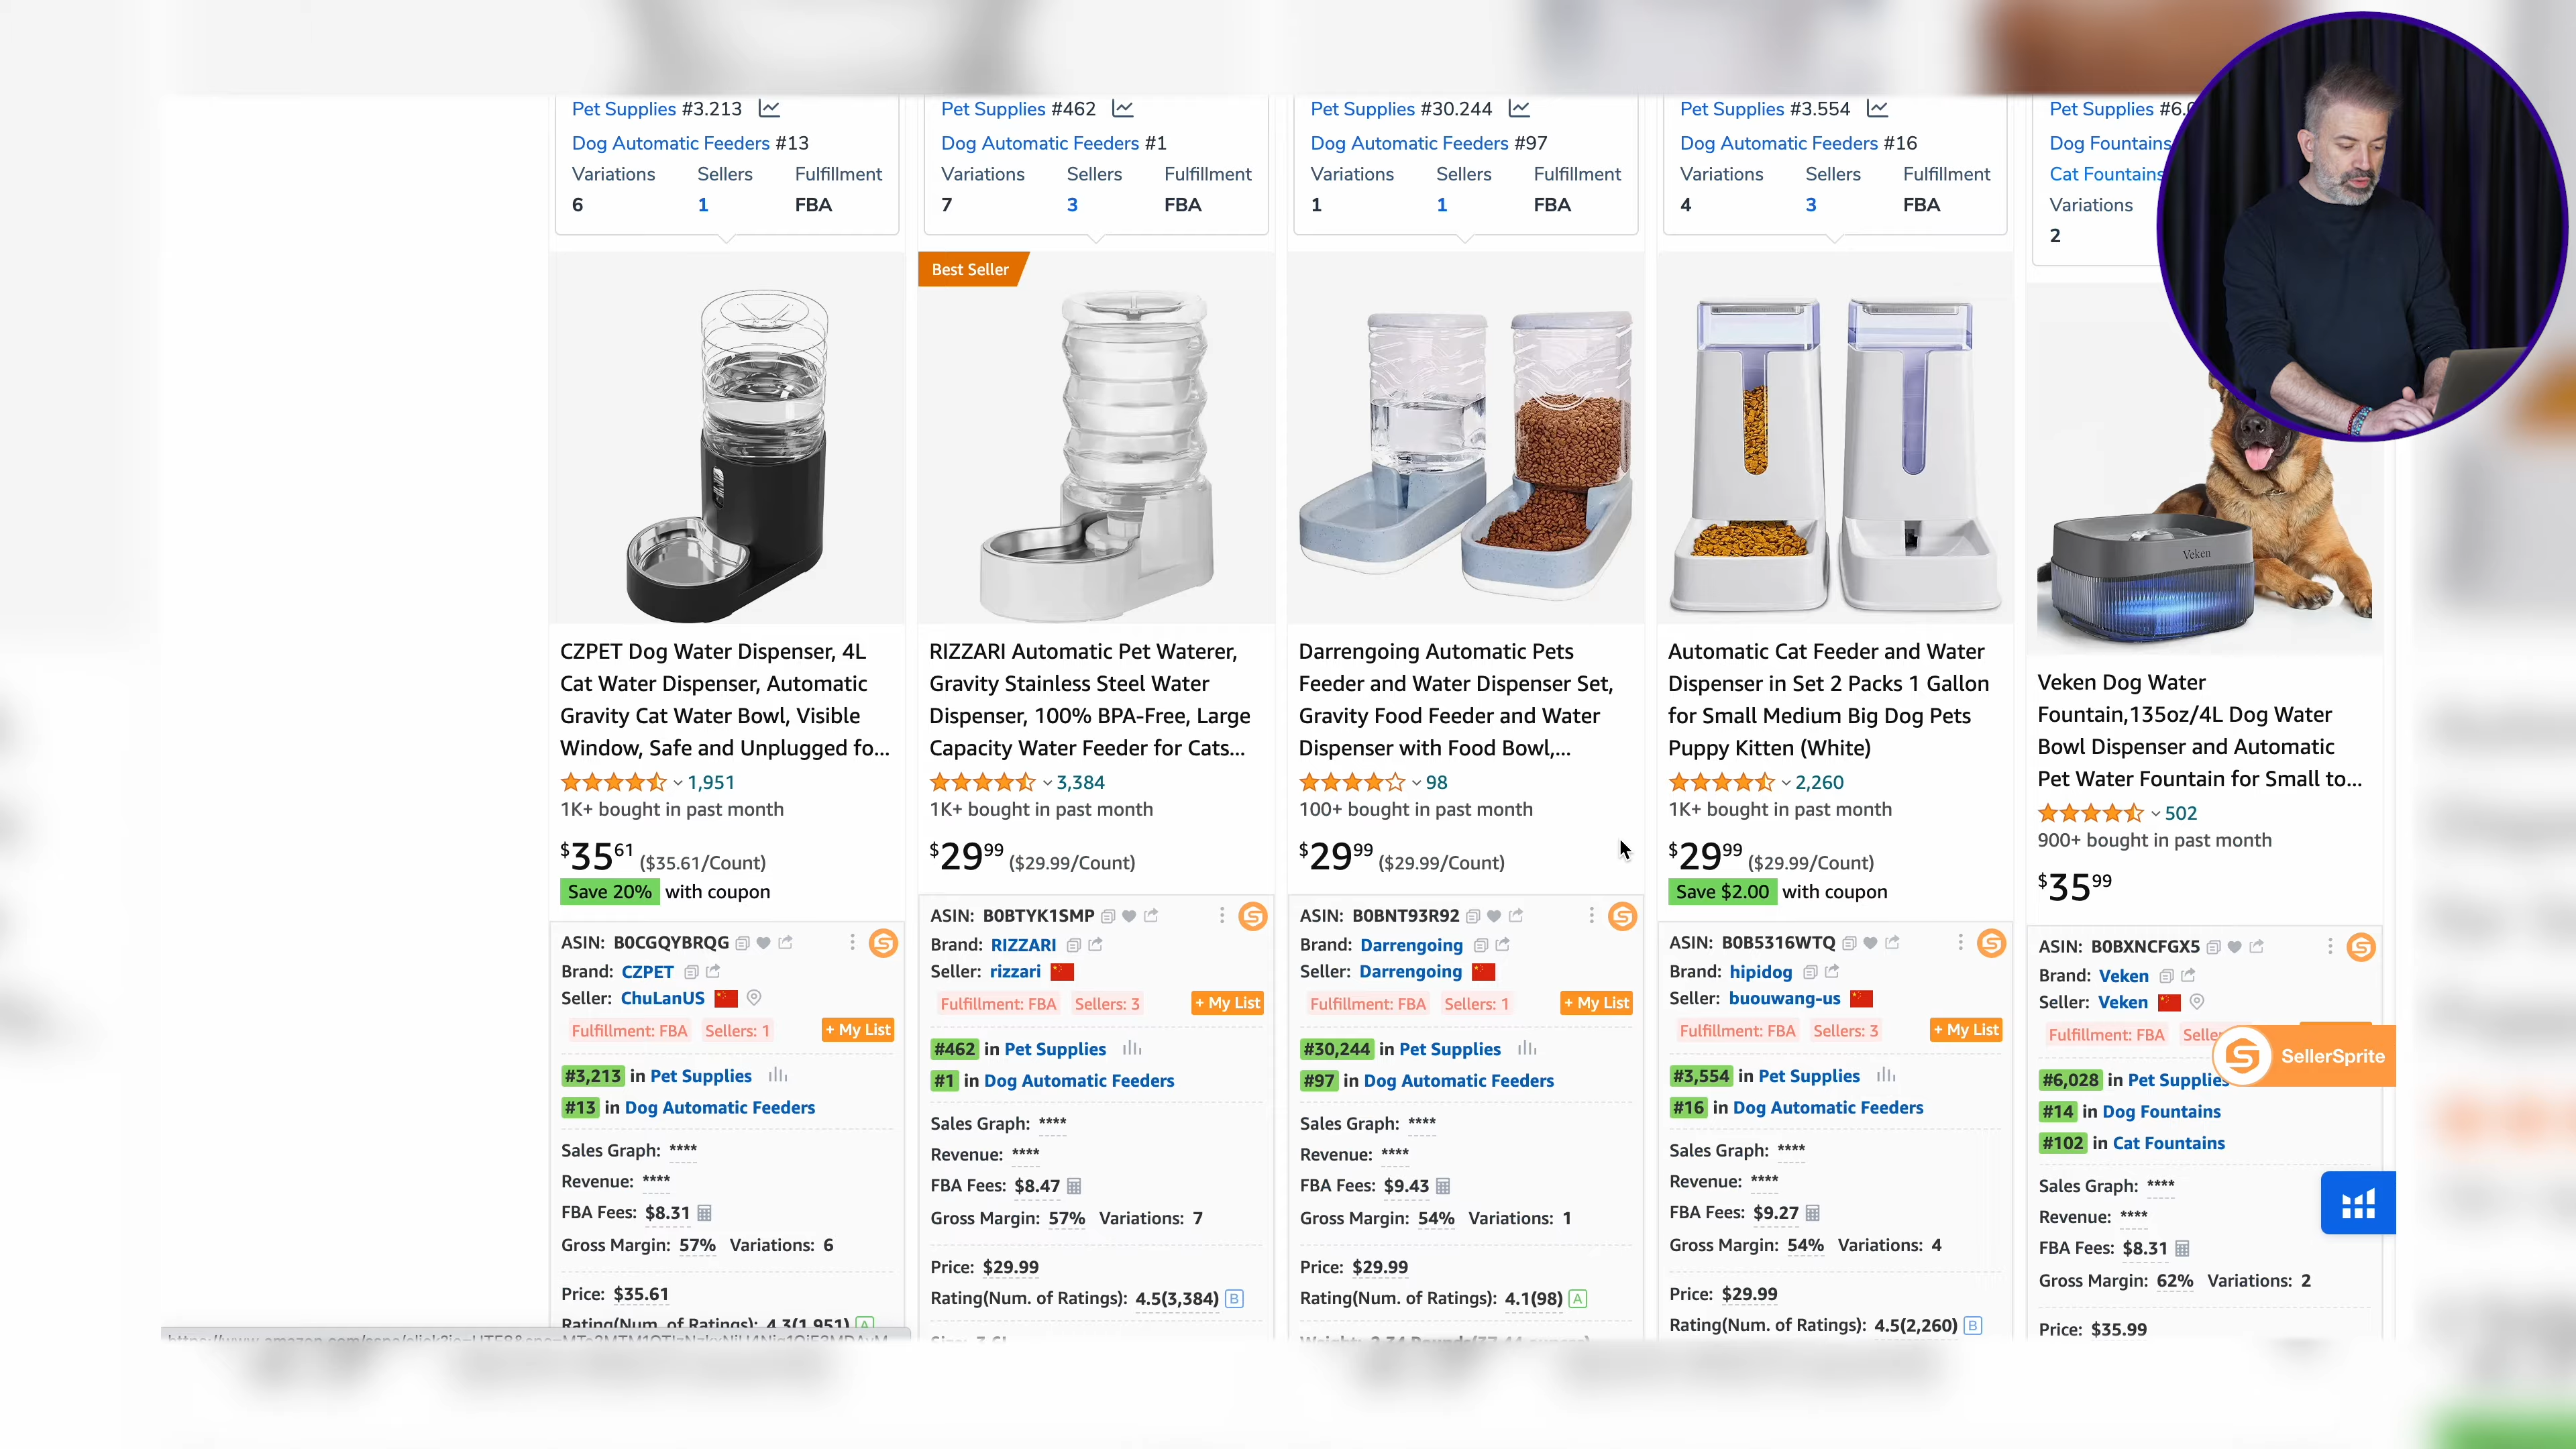 Pet Supplies #3.213
Dog Automatic Feeders #13
Variations Sellers Fulfillment
6 1 FBA
Pet Supplies #462
Dog Automatic Feeders #1
Variations Sellers Fulfillment
7 3 FBA
Pet Supplies #30.244
Dog Automatic Feeders #97
Variations Sellers Fulfillment
1 1 FBA
Pet Supplies #3.554
Dog Automatic Feeders #16
Variations Sellers Fulfillment
4 3 FBA
Pet Supplies
Dog Fountains
Cat Fountains
Variations
2
Best Seller
Veken
CZPET Dog Water Dispenser, 4L
Cat Water Dispenser, Automatic
Gravity Cat Water Bowl, Visible
Window, Safe and Unplugged fo...
1,951
1K+ bought in past month
$35 61 ($35.61/Count)
Save 20% with coupon
ASIN: B0CGQYBRQG
Brand: CZPET
Seller: ChuLanUS
Fulfillment: FBA Sellers: 1 + My List
#3,213 in Pet Supplies
#13 in Dog Automatic Feeders
Sales Graph: ****
Revenue: ****
FBA Fees: $8.31
Gross Margin: 57% Variations: 6
Price: $35.61
Rating(Num. of Ratings): 4.3(1,951) A
RIZZARI Automatic Pet Waterer,
Gravity Stainless Steel Water
Dispenser, 100% BPA-Free, Large
Capacity Water Feeder for Cats...
3,384
1K+ bought in past month
$29 99 ($29.99/Count)
ASIN: B0BTYK1SMP
Brand: RIZZARI
Seller: rizzari
Fulfillment: FBA Sellers: 3 + My List
#462 in Pet Supplies
#1 in Dog Automatic Feeders
Sales Graph: ****
Revenue: ****
FBA Fees: $8.47
Gross Margin: 57% Variations: 7
Price: $29.99
Rating(Num. of Ratings): 4.5(3,384) B
Darrengoing Automatic Pets
Feeder and Water Dispenser Set,
Gravity Food Feeder and Water
Dispenser with Food Bowl,...
98
100+ bought in past month
$29 99 ($29.99/Count)
ASIN: B0BNT93R92
Brand: Darrengoing
Seller: Darrengoing
Fulfillment: FBA Sellers: 1 + My List
#30,244 in Pet Supplies
#97 in Dog Automatic Feeders
Sales Graph: ****
Revenue: ****
FBA Fees: $9.43
Gross Margin: 54% Variations: 1
Price: $29.99
Rating(Num. of Ratings): 4.1(98) A
Automatic Cat Feeder and Water
Dispenser in Set 2 Packs 1 Gallon
for Small Medium Big Dog Pets
Puppy Kitten (White)
2,260
1K+ bought in past month
$29 99 ($29.99/Count)
Save $2.00 with coupon
ASIN: B0B5316WTQ
Brand: hipidog
Seller: buouwang-us
Fulfillment: FBA Sellers: 3 + My List
#3,554 in Pet Supplies
#16 in Dog Automatic Feeders
Sales Graph: ****
Revenue: ****
FBA Fees: $9.27
Gross Margin: 54% Variations: 4
Price: $29.99
Rating(Num. of Ratings): 4.5(2,260) B
Veken Dog Water
Fountain,135oz/4L Dog Water
Bowl Dispenser and Automatic
Pet Water Fountain for Small to...
502
900+ bought in past month
$35 99
ASIN: B0BXNCFGX5
Brand: Veken
Seller: Veken
Fulfillment: FBA
SellerSprite
#6,028 in Pet Supplies
#14 in Dog Fountains
#102 in Cat Fountains
Sales Graph: ****
Revenue: ****
FBA Fees: $8.31
Gross Margin: 62% Variations: 2
Price: $35.99